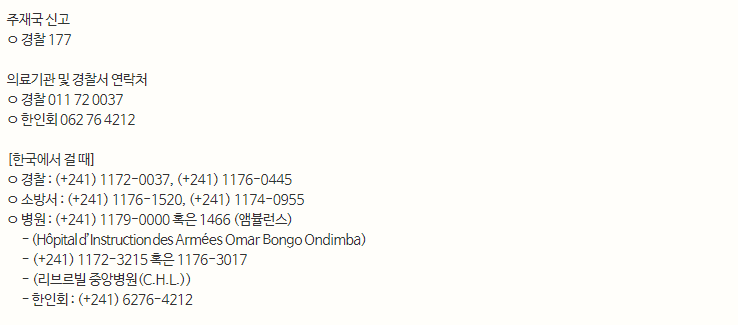 주재국 신고
ㅇ 경찰 177
의료기관 및 경찰서 연락처
ㅇ 경찰 011 72 0037
ㅇ 한인회 062 76 4212
[한국에서 걸 때]
ㅇ 경찰 : (+241) 1172-0037, (+241) 1176-0445
ㅇ 소방서 : (+241) 1176-1520, (+241) 1174-0955
ㅇ 병원 : (+241) 1179-0000 혹은 1466 (앰뷸런스)
- (Hôpital d'Instruction des Armées Omar Bongo Ondimba)
- (+241) 1172-3215 혹은 1176-3017
- (리브르빌 중앙병원(C.H.L.))
- 한인회 : (+241) 6276-4212